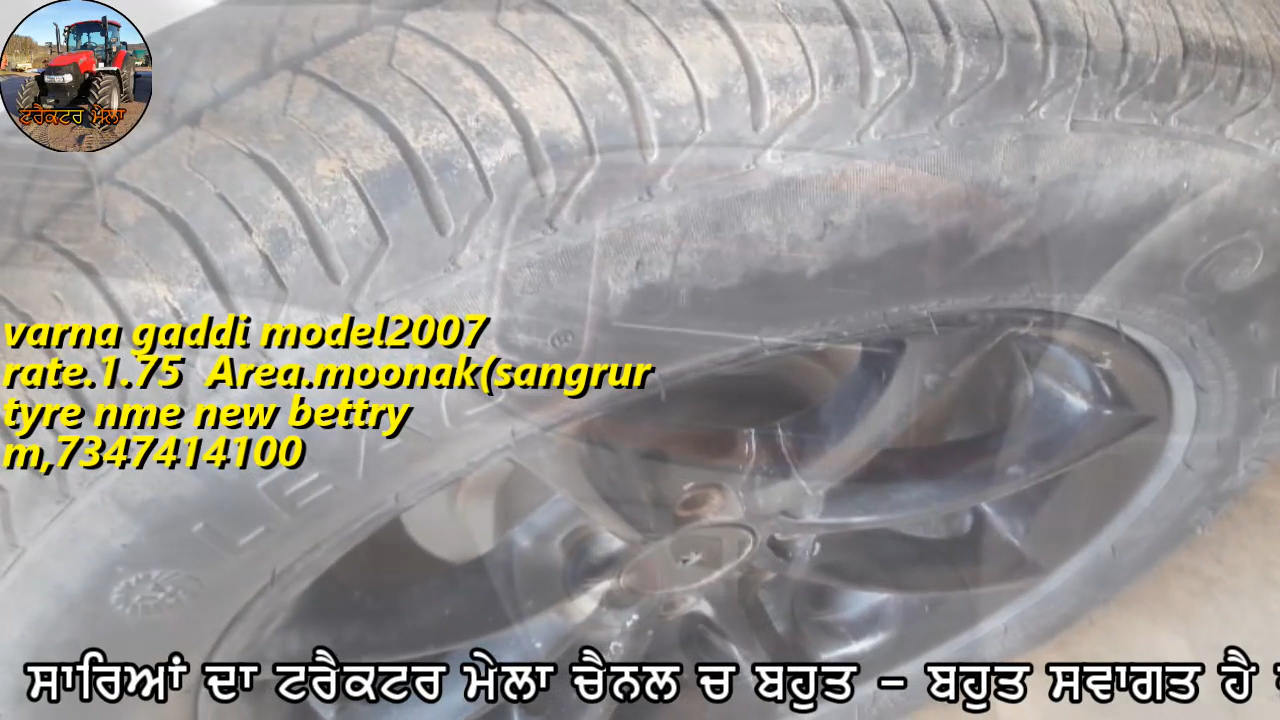 ਟਰੈਕਟਰ ਮੇਲਾ
varna gaddi model2007
rate.1.75 Area.moonak(sangrur
tyre nme new bettry
m,7347414100
ਸਾਰਿਆਂ ਦਾ ਟਰੈਕਟਰ ਮੇਲਾ ਚੈਨਲ ਚ ਬਹੁਤ - ਬਹੁਤ ਸਵਾਗਤ ਹੈ